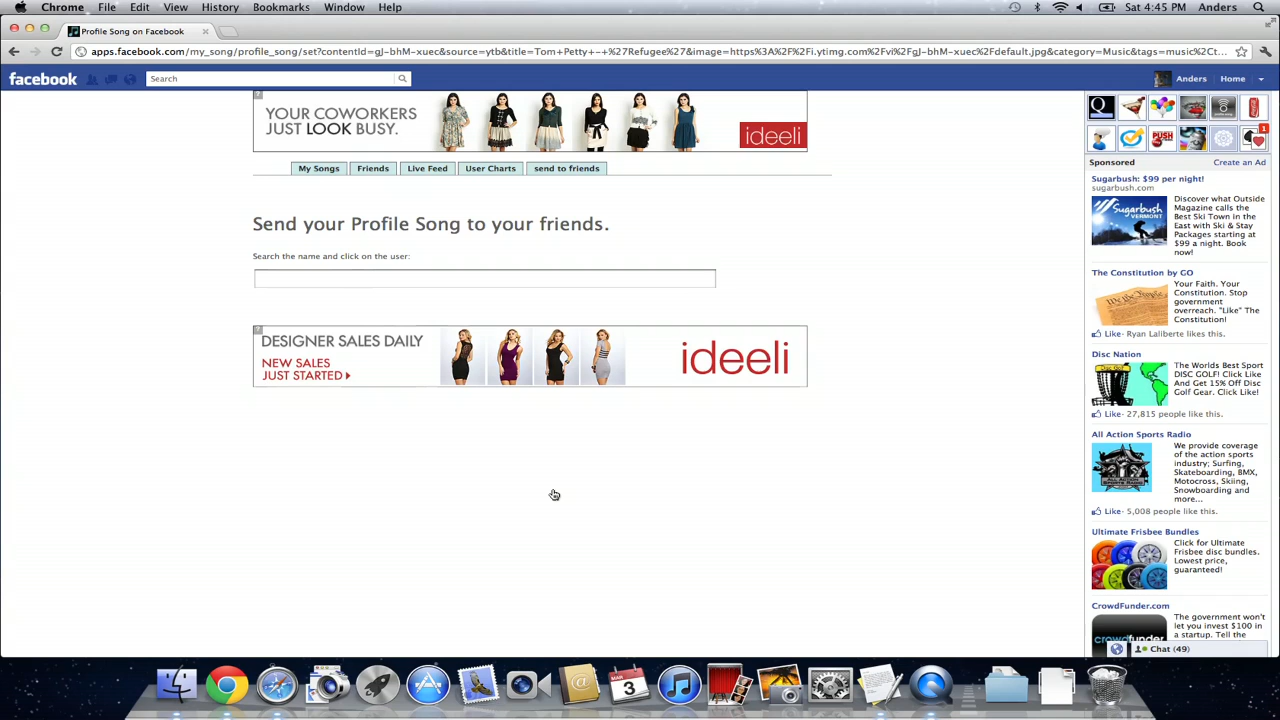 Chrome File Edit View History Bookmarks Window Help Sat 4:45 PM Anders
Profile Song on Facebook
apps.facebook.com/my_song/profile_song/set?contentId=gJ-bhM-xuec&source=ytb&title=Tom+Petty+-+%27Refugee%27&image=https%3A%2F%2Fi.ytimg.com%2Fvi%2FgJ-bhM-xuec%2Fdefault.jpg&category=Music&tags=music%2Ct...
facebook Search Anders Home
YOUR COWORKERS
JUST LOOK BUSY.
ideeli
My Songs Friends Live Feed User Charts send to friends
Send your Profile Song to your friends.
Search the name and click on the user:
DESIGNER SALES DAILY
NEW SALES
JUST STARTED
ideeli
Q
1
PUSH
Sponsored Create an Ad
Sugarbush: $99 per night!
sugarbush.com
Sugarbush
VERMONT
Discover what Outside
Magazine calls the
Best Ski Town in the
East with Ski & Stay
Packages starting at
$99 a night. Book
now!
The Constitution by GO
We the People
Your Faith. Your
Constitution. Stop
government
overreach. "Like" The
Constitution!
Like · Ryan Laliberte likes this.
Disc Nation
The Worlds Best Sport
DISC GOLF! Click Like
And Get 15% Off Disc
Golf Gear. Click Like!
Like · 27,815 people like this.
All Action Sports Radio
We provide coverage
of the action sports
industry; Surfing,
Skateboarding, BMX,
Motocross, Skiing,
Snowboarding and
more...
Like · 5,008 people like this.
Ultimate Frisbee Bundles
Click for Ultimate
Frisbee disc bundles.
Lowest price,
guaranteed!
CrowdFunder.com
crowdfunder
The government won't
let you invest $100 in
a startup. Tell the
Chat (49)
MAR
3